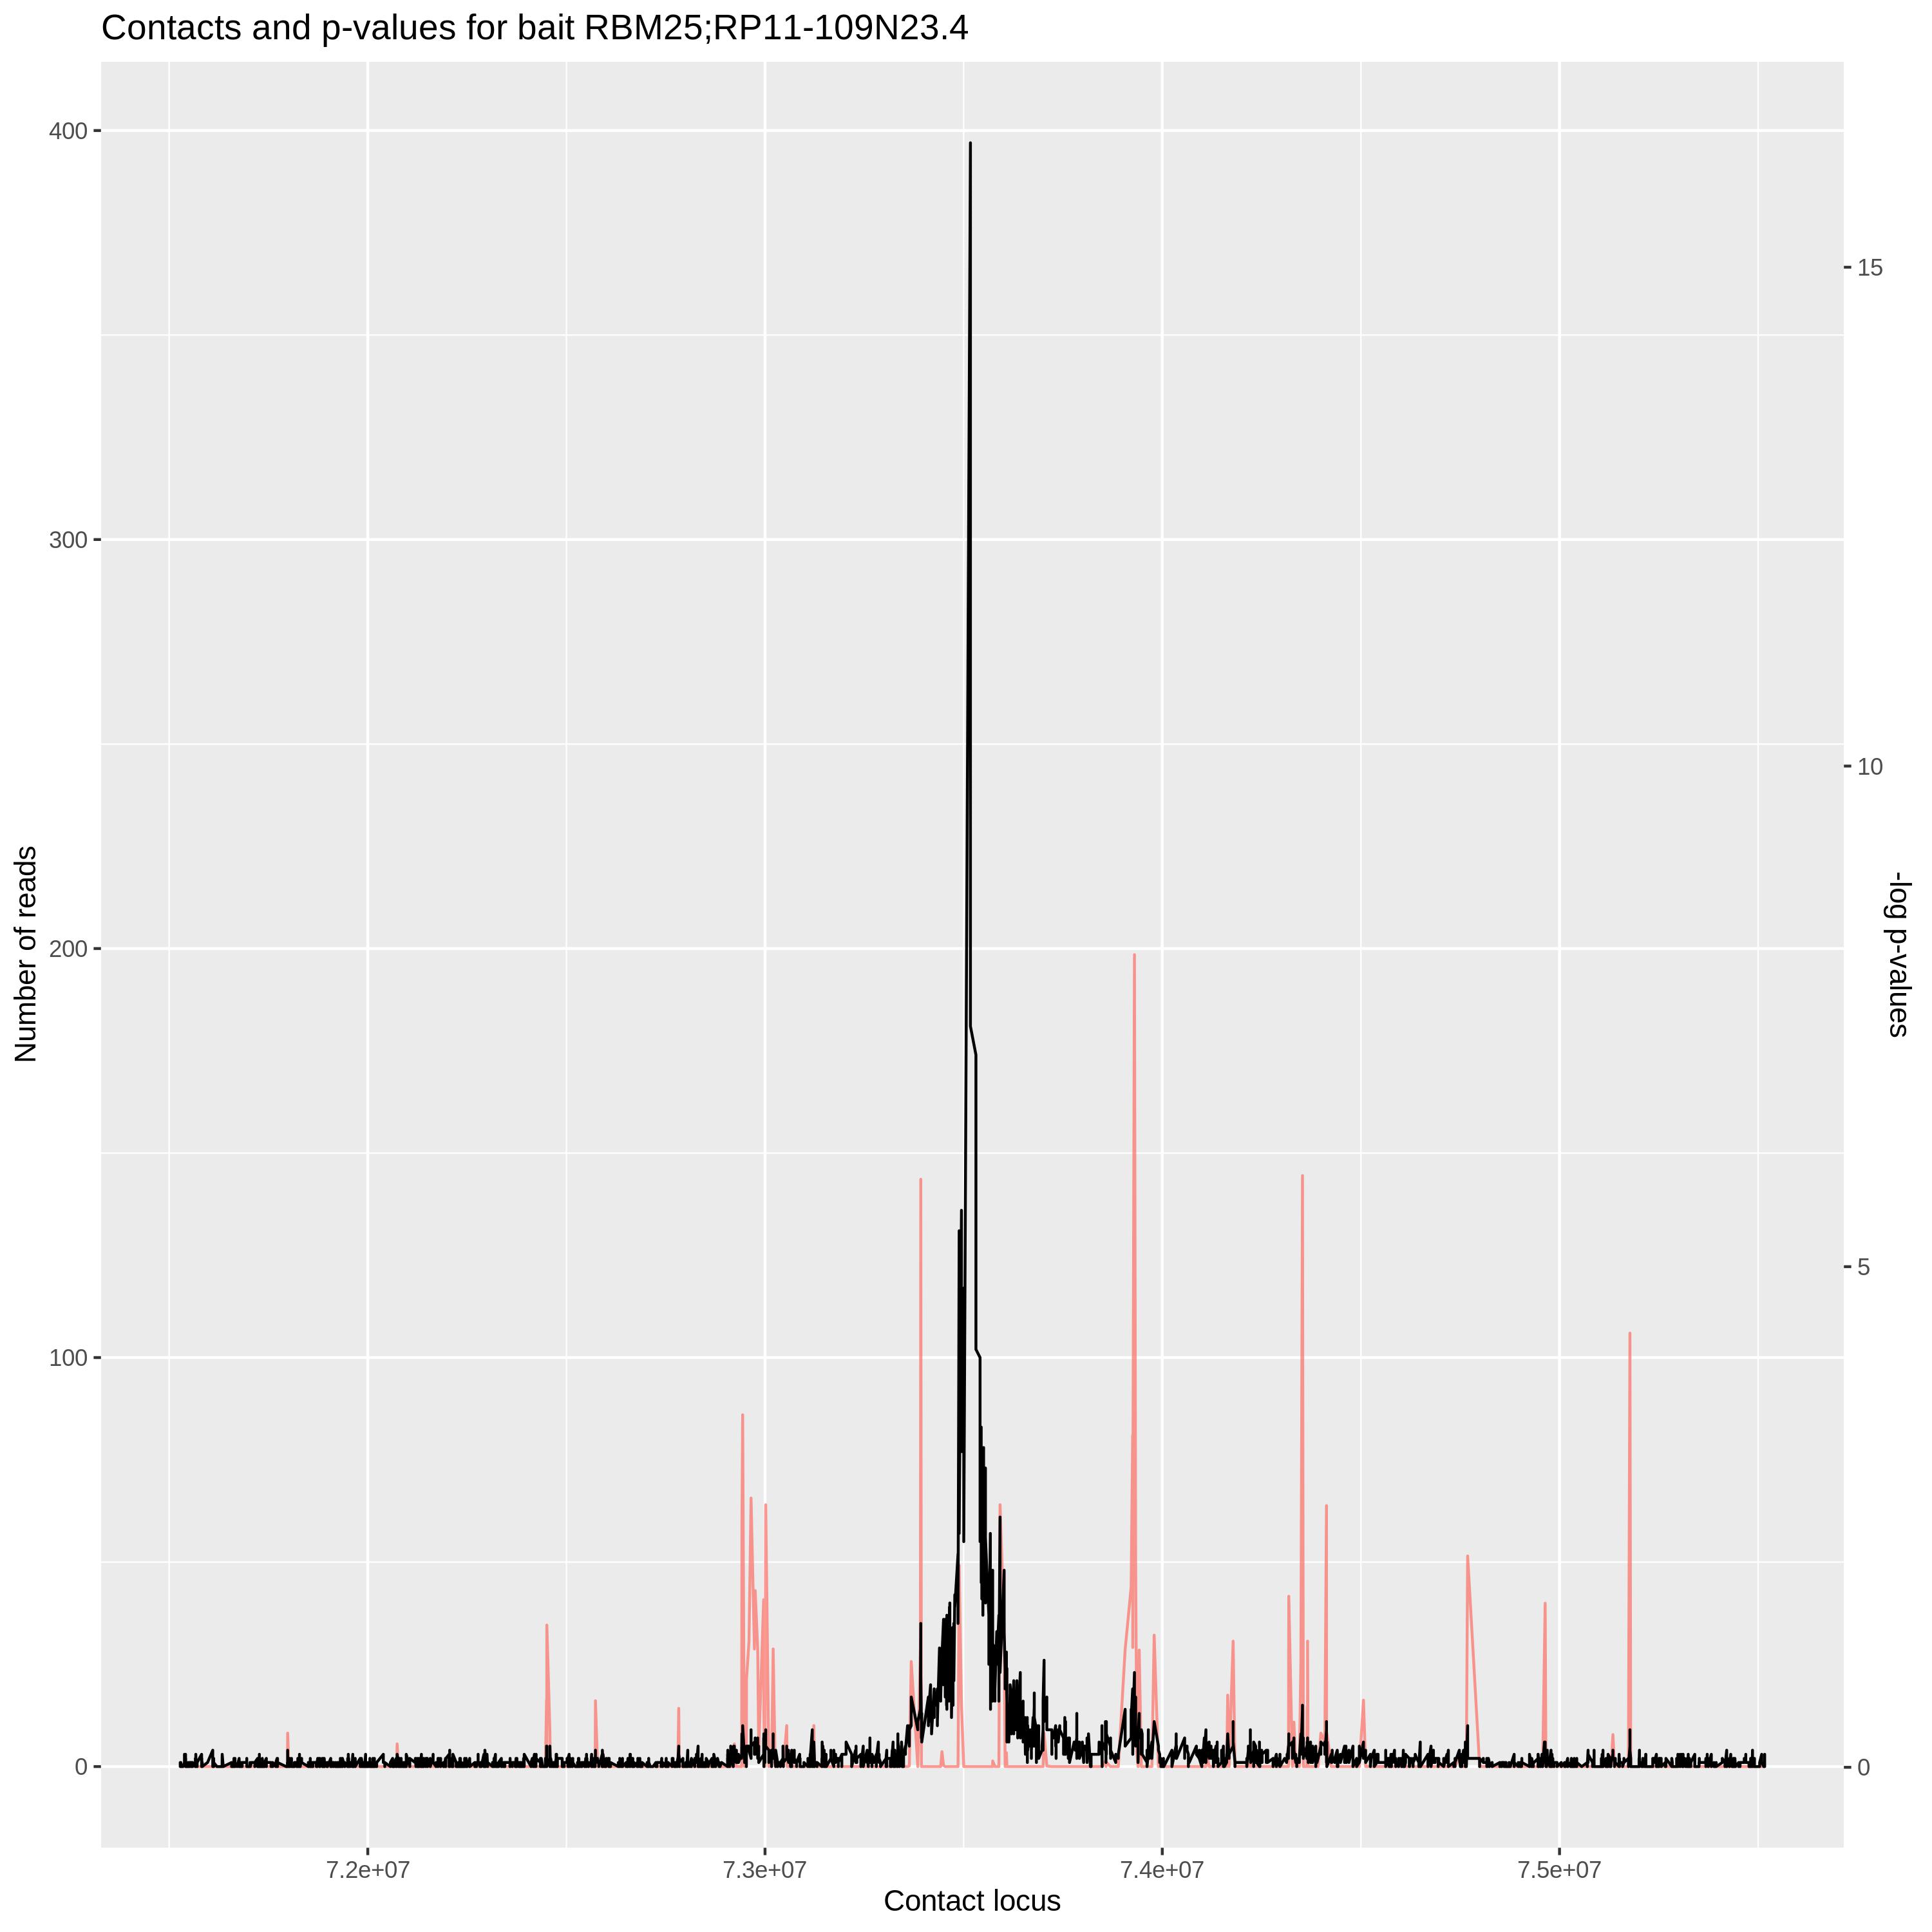 Contacts and p-values for bait RBM25;RP11-109N23.4
400
300
200
100
0
Number of reads
15
10
5
0
-log p-values
7.2e+07 7.3e+07 7.4e+07 7.5e+07
Contact locus